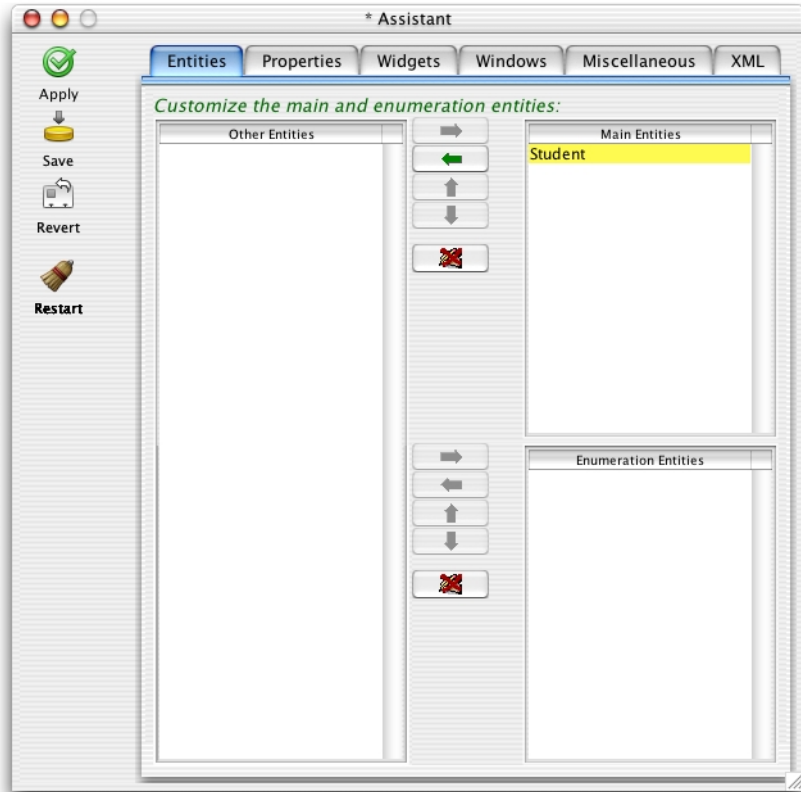 * Assistant
Apply
Save
Revert
Restart
Entities Properties Widgets Windows Miscellaneous XML
Customize the main and enumeration entities:
Other Entities
Main Entities
Student
Enumeration Entities